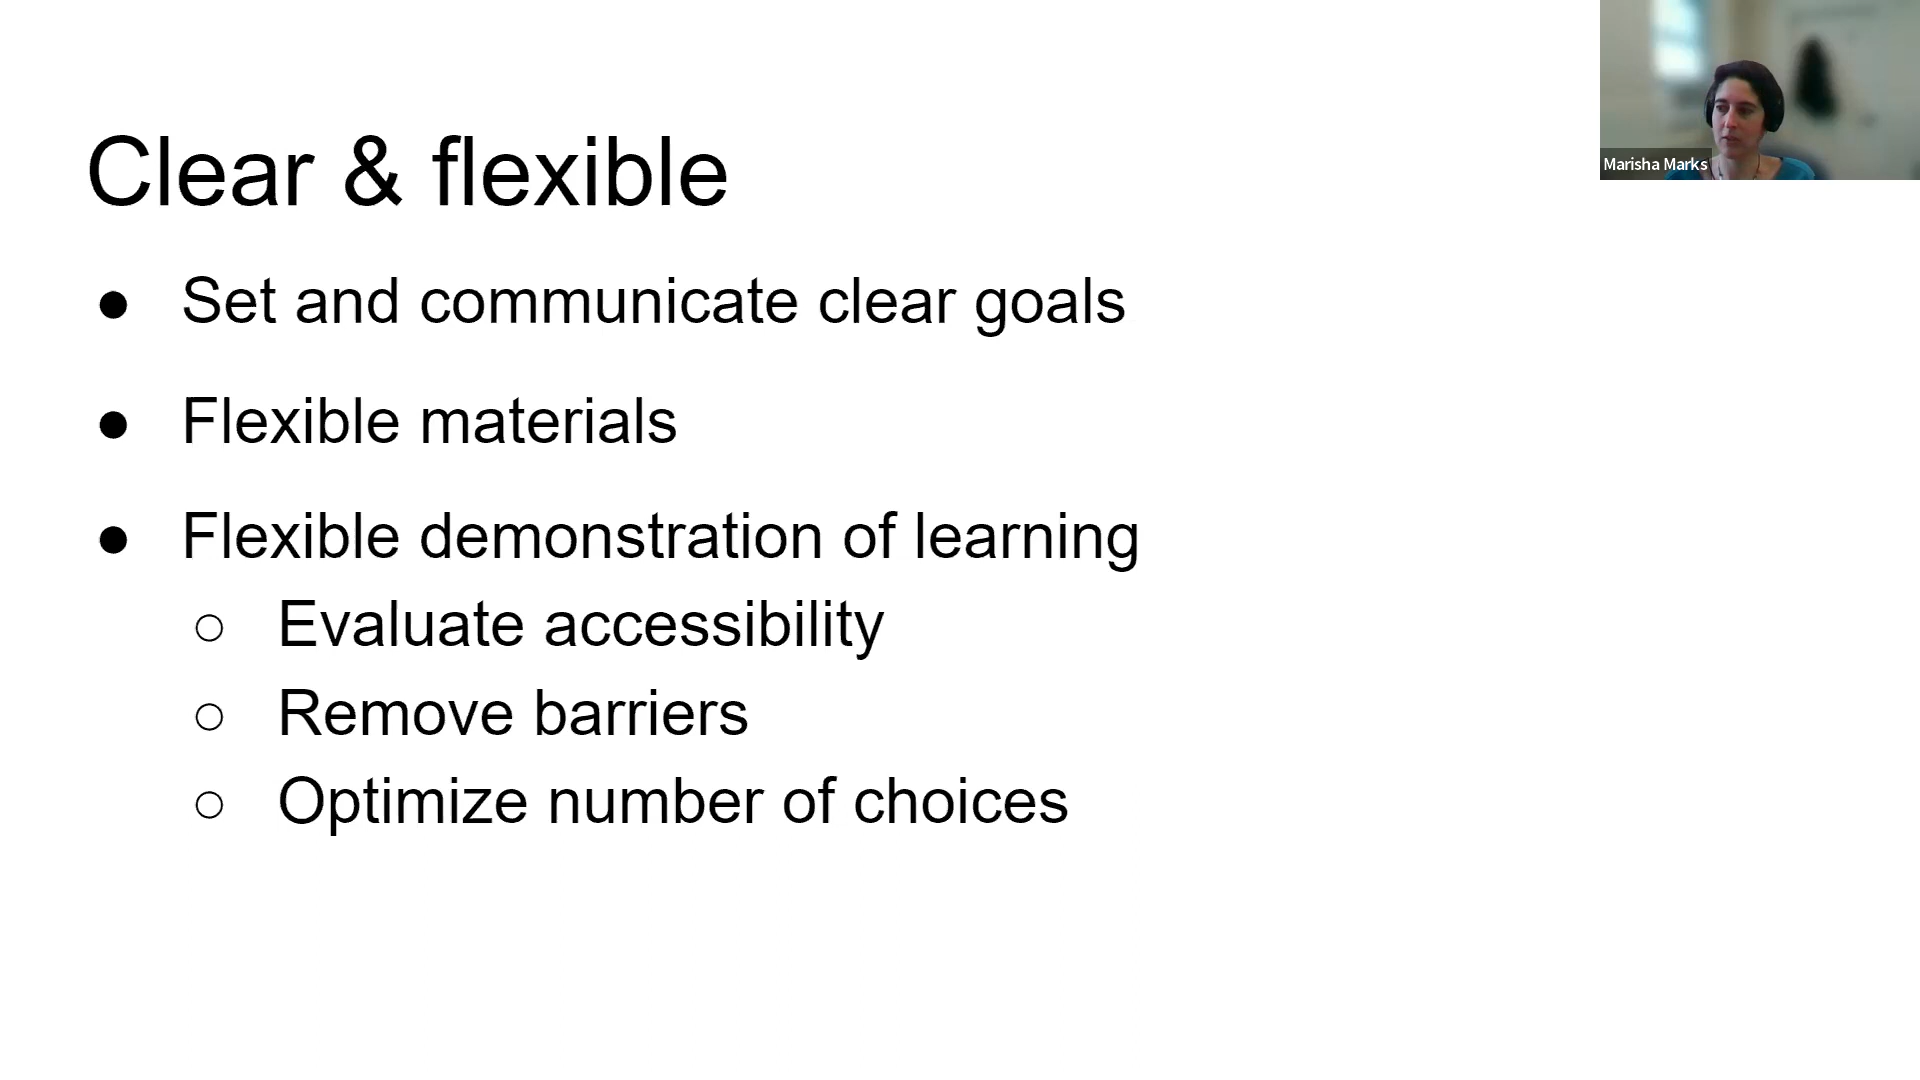 Clear & flexible
● Set and communicate clear goals
● Flexible materials
● Flexible demonstration of learning
○ Evaluate accessibility
○ Remove barriers
○ Optimize number of choices
Marisha Marks